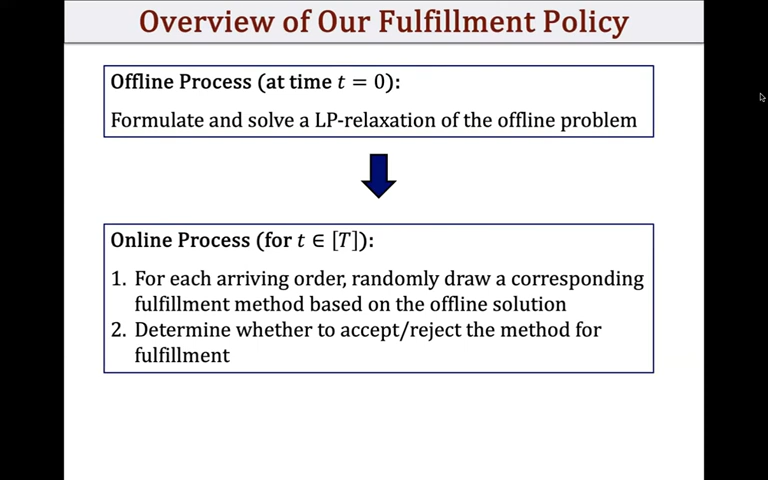 Overview of Our Fulfillment Policy
Offline Process (at time t = 0):
Formulate and solve a LP-relaxation of the offline problem
Online Process (for t ∈ [T]):
1. For each arriving order, randomly draw a corresponding
fulfillment method based on the offline solution
2. Determine whether to accept/reject the method for
fulfillment